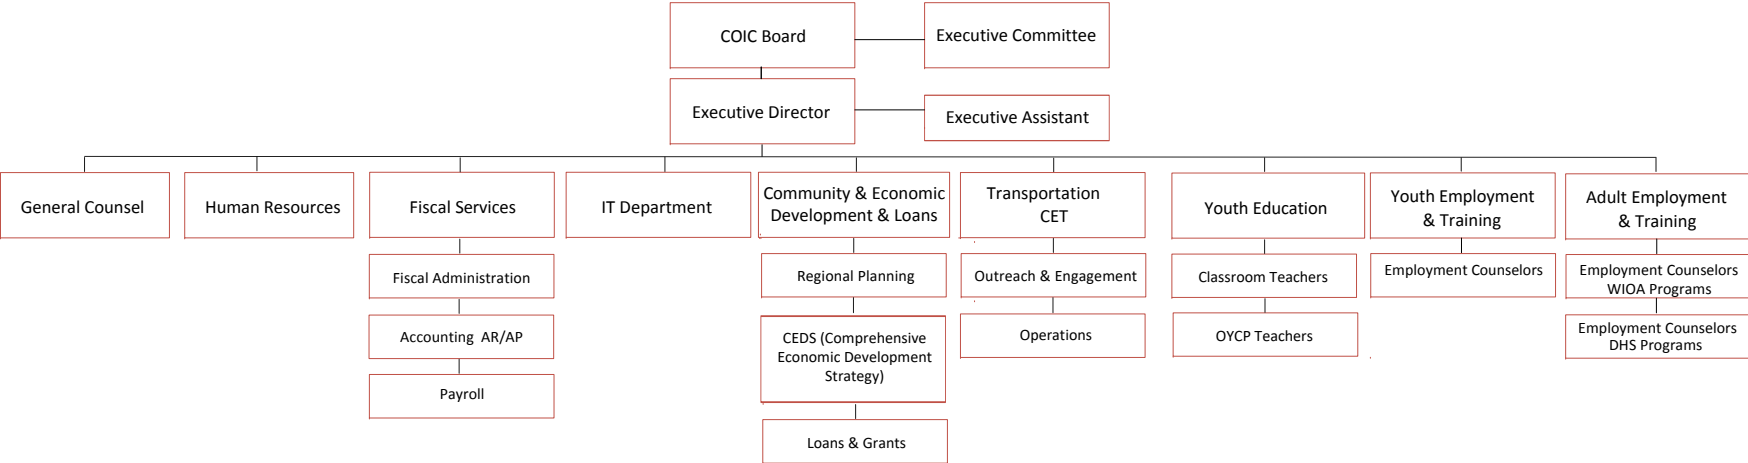 COIC Board
Executive Committee
Executive Director
Executive Assistant
General Counsel
Human Resources
Fiscal Services
IT Department
Community & Economic
Development & Loans
Transportation
CET
Youth Education
Youth Employment
& Training
Adult Employment
& Training
Fiscal Administration
Regional Planning
Outreach & Engagement
Classroom Teachers
Employment Counselors
Employment Counselors
WIOA Programs
Accounting AR/AP
CEDS (Comprehensive
Economic Development
Strategy)
Operations
OYCP Teachers
Employment Counselors
DHS Programs
Payroll
Loans & Grants